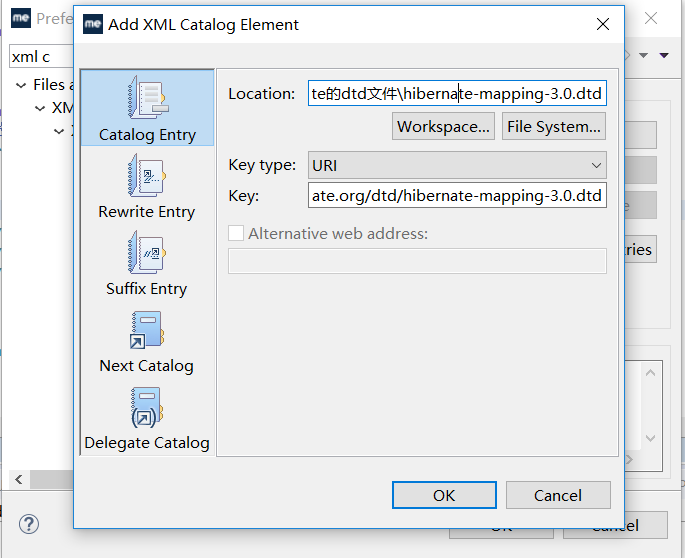 me Prefe
me Add XML Catalog Element
xml c
Files a
XM
Catalog Entry
Rewrite Entry
Suffix Entry
Next Catalog
Delegate Catalog
Location: te的dtd文件\hibernate-mapping-3.0.dtd
Workspace... File System...
Key type: URI
Key: ate.org/dtd/hibernate-mapping-3.0.dtd
Alternative web address:
ries
OK Cancel
OK Cancel